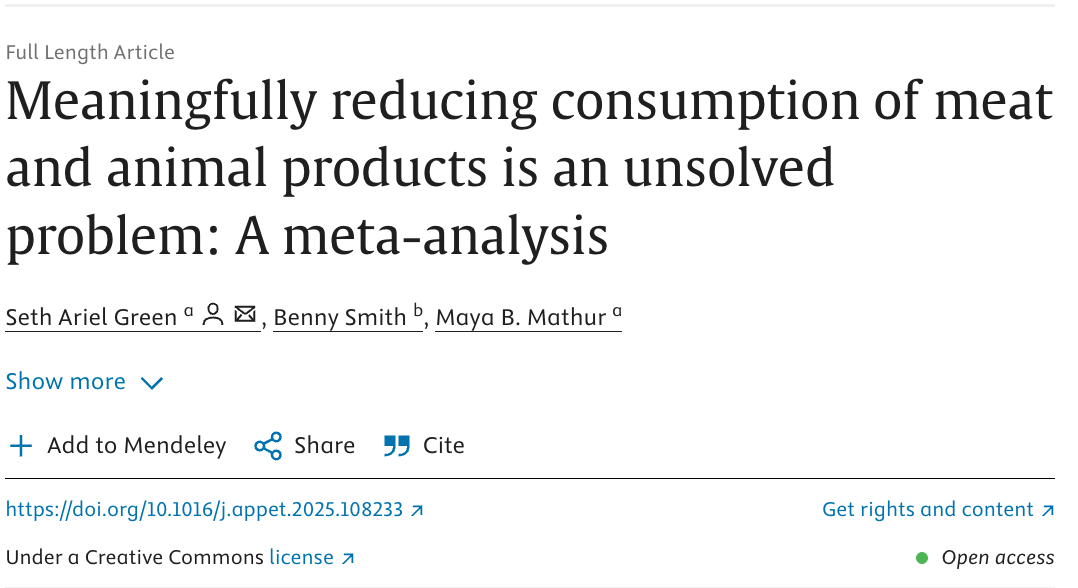 Full Length Article
Meaningfully reducing consumption of meat
and animal products is an unsolved
problem: A meta-analysis
Seth Ariel Green a, Benny Smith b, Maya B. Mathur a
Show more
Add to Mendeley Share Cite
https://doi.org/10.1016/j.appet.2025.108233 ↗ Get rights and content ↗
Under a Creative Commons license ↗ Open access